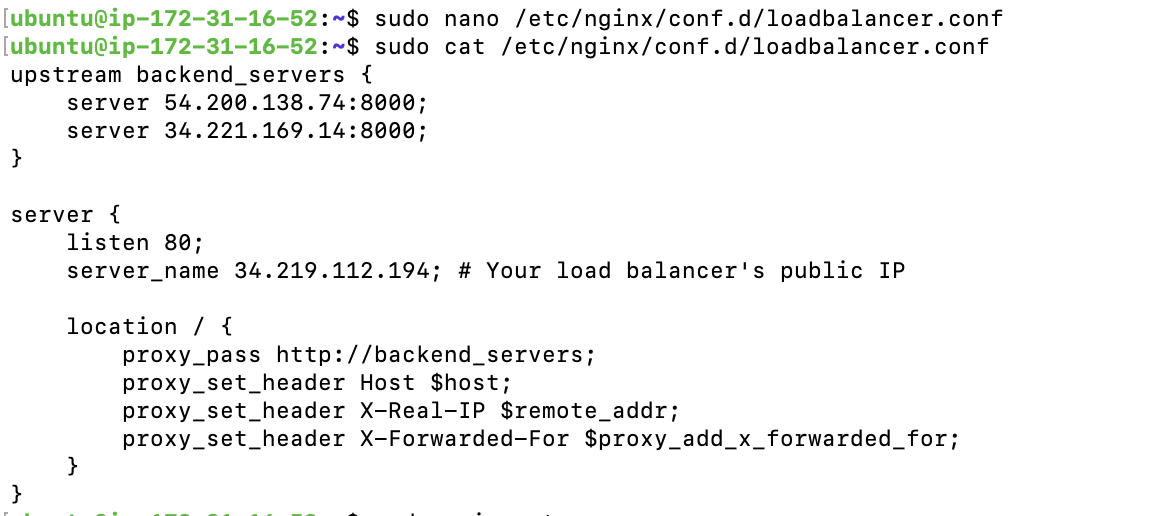 [ubuntu@ip-172-31-16-52:~$ sudo nano /etc/nginx/conf.d/loadbalancer.conf
[ubuntu@ip-172-31-16-52:~$ sudo cat /etc/nginx/conf.d/loadbalancer.conf
upstream backend_servers {
    server 54.200.138.74:8000;
    server 34.221.169.14:8000;
}

server {
    listen 80;
    server_name 34.219.112.194; # Your load balancer's public IP

    location / {
        proxy_pass http://backend_servers;
        proxy_set_header Host $host;
        proxy_set_header X-Real-IP $remote_addr;
        proxy_set_header X-Forwarded-For $proxy_add_x_forwarded_for;
    }
}